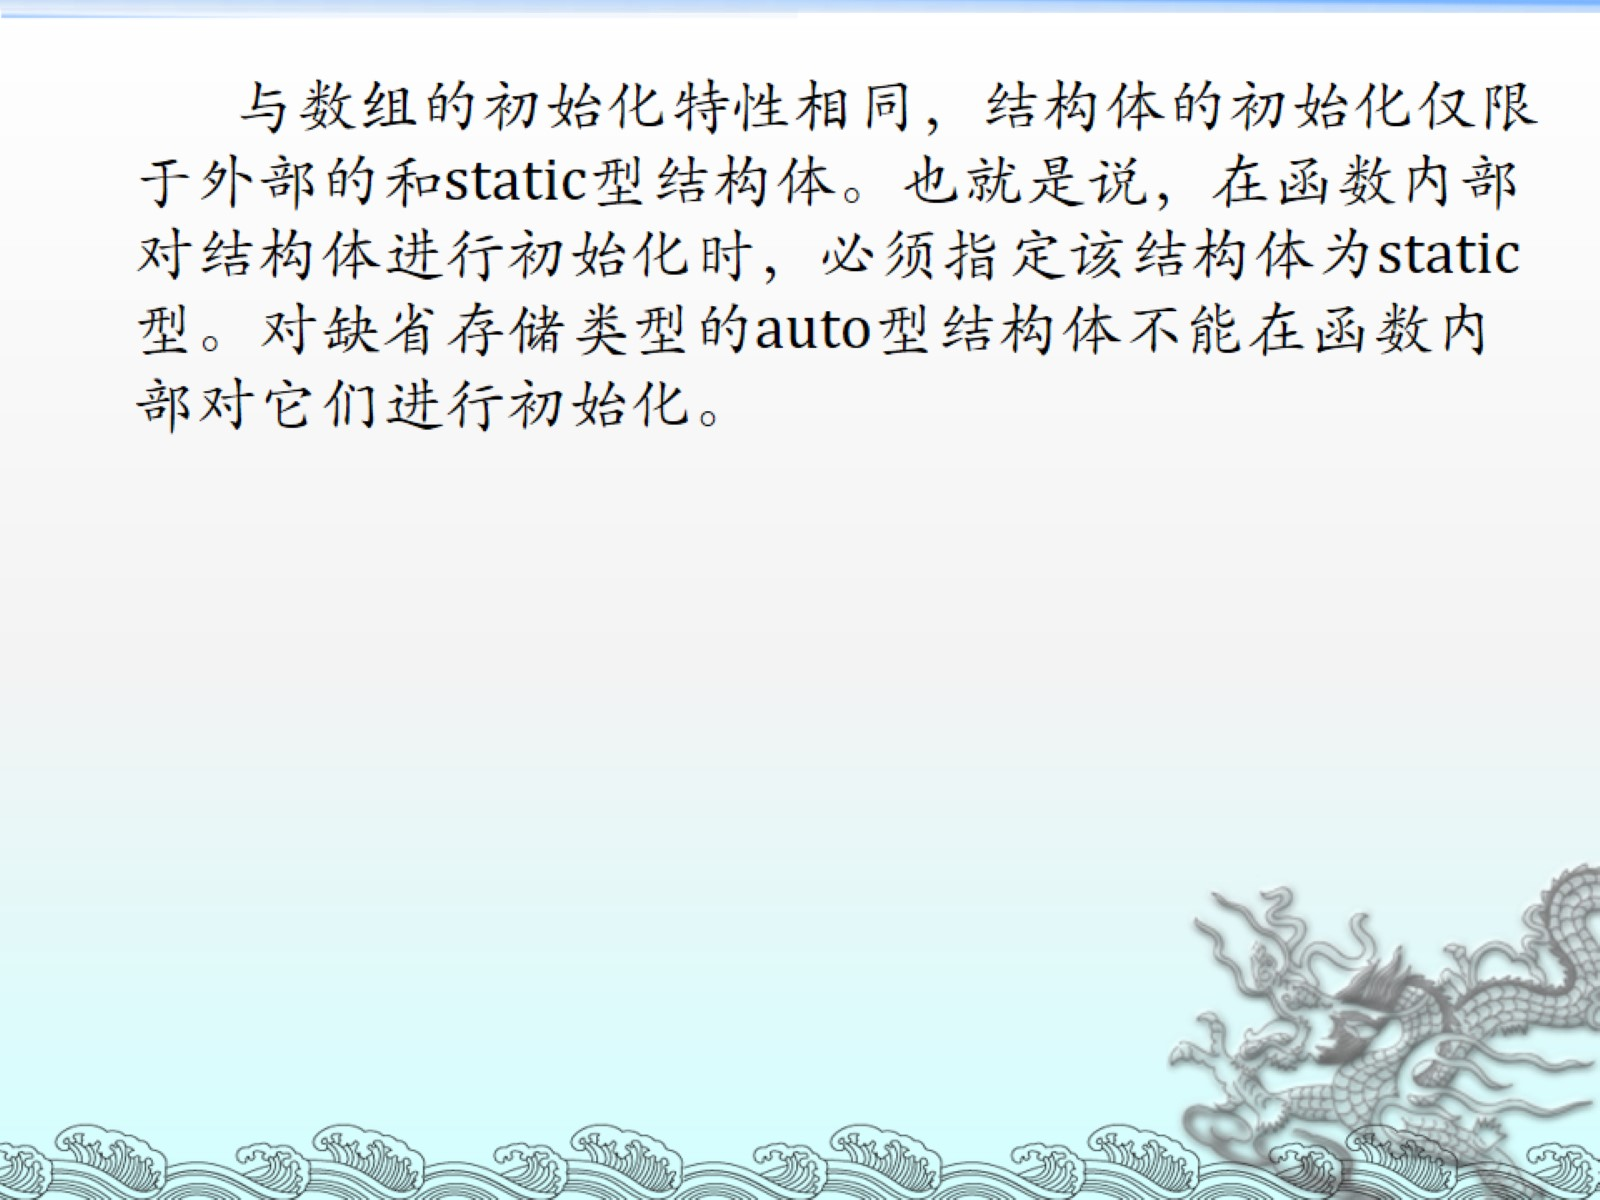 与数组的初始化特性相同，结构体的初始化仅限
于外部的和static型结构体。也就是说，在函数内部
对结构体进行初始化时，必须指定该结构体为static
型。对缺省存储类型的auto型结构体不能在函数内
部对它们进行初始化。